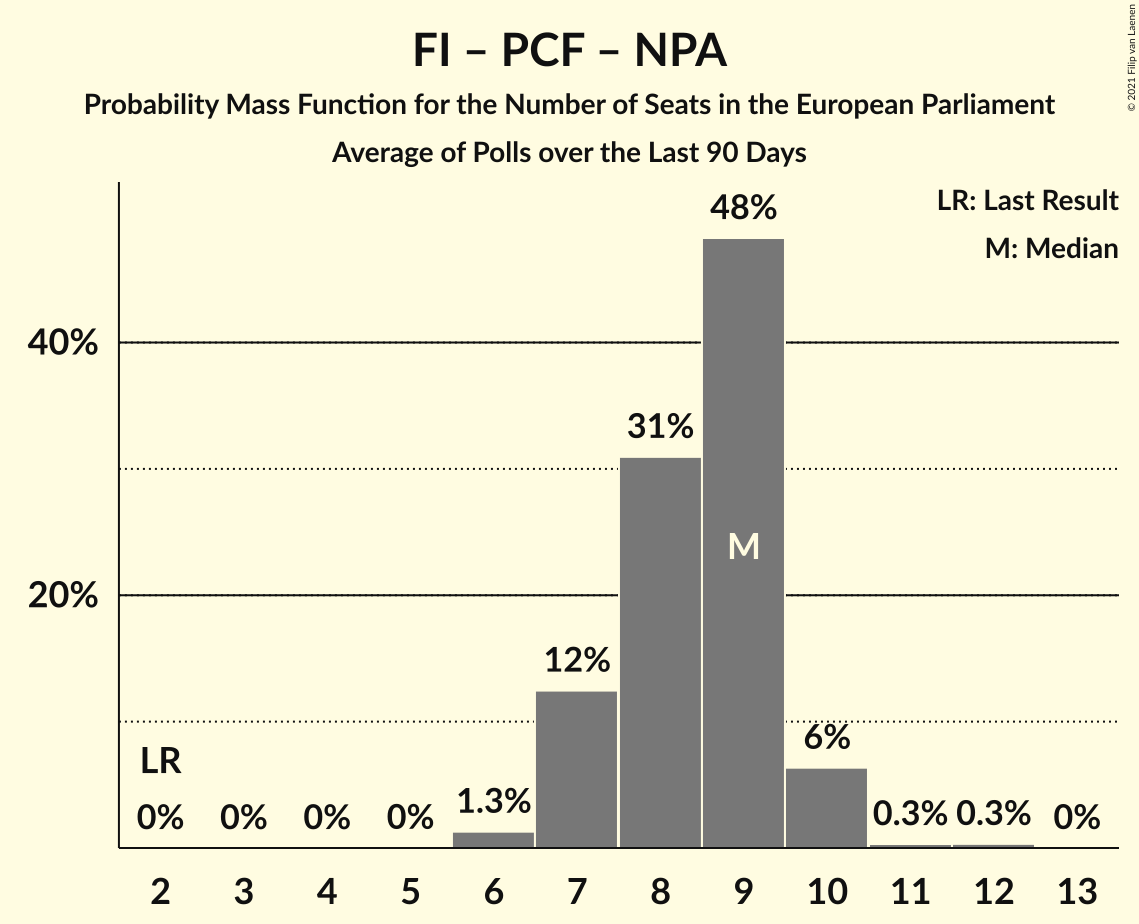 FI – PCF – NPA
Probability Mass Function for the Number of Seats in the European Parliament
Average of Polls over the Last 90 Days
© 2021 Filip van Laenen
LR: Last Result
M: Median
48%
40%
31%
M
20%
12%
6%
LR
1.3%
0% 0% 0% 0% 0.3% 0.3% 0%
2 3 4 5 6 7 8 9 10 11 12 13